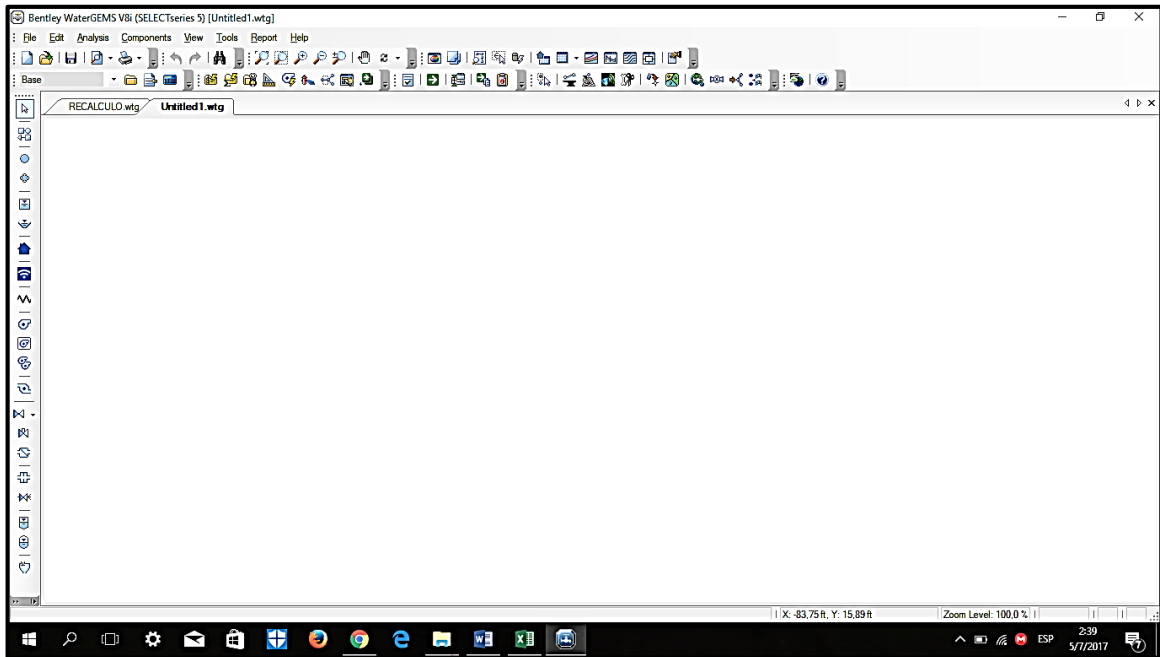 Bentley WaterGEMS V8i (SELECTseries 5) [Untitled1.wtg]
File Edit Analysis Components View Tools Report Help
Base
RECALCULO.wtg Untitled1.wtg
X: -83,75 ft, Y: 15,89 ft Zoom Level: 100,0 %
ESP 2:39
5/7/2017